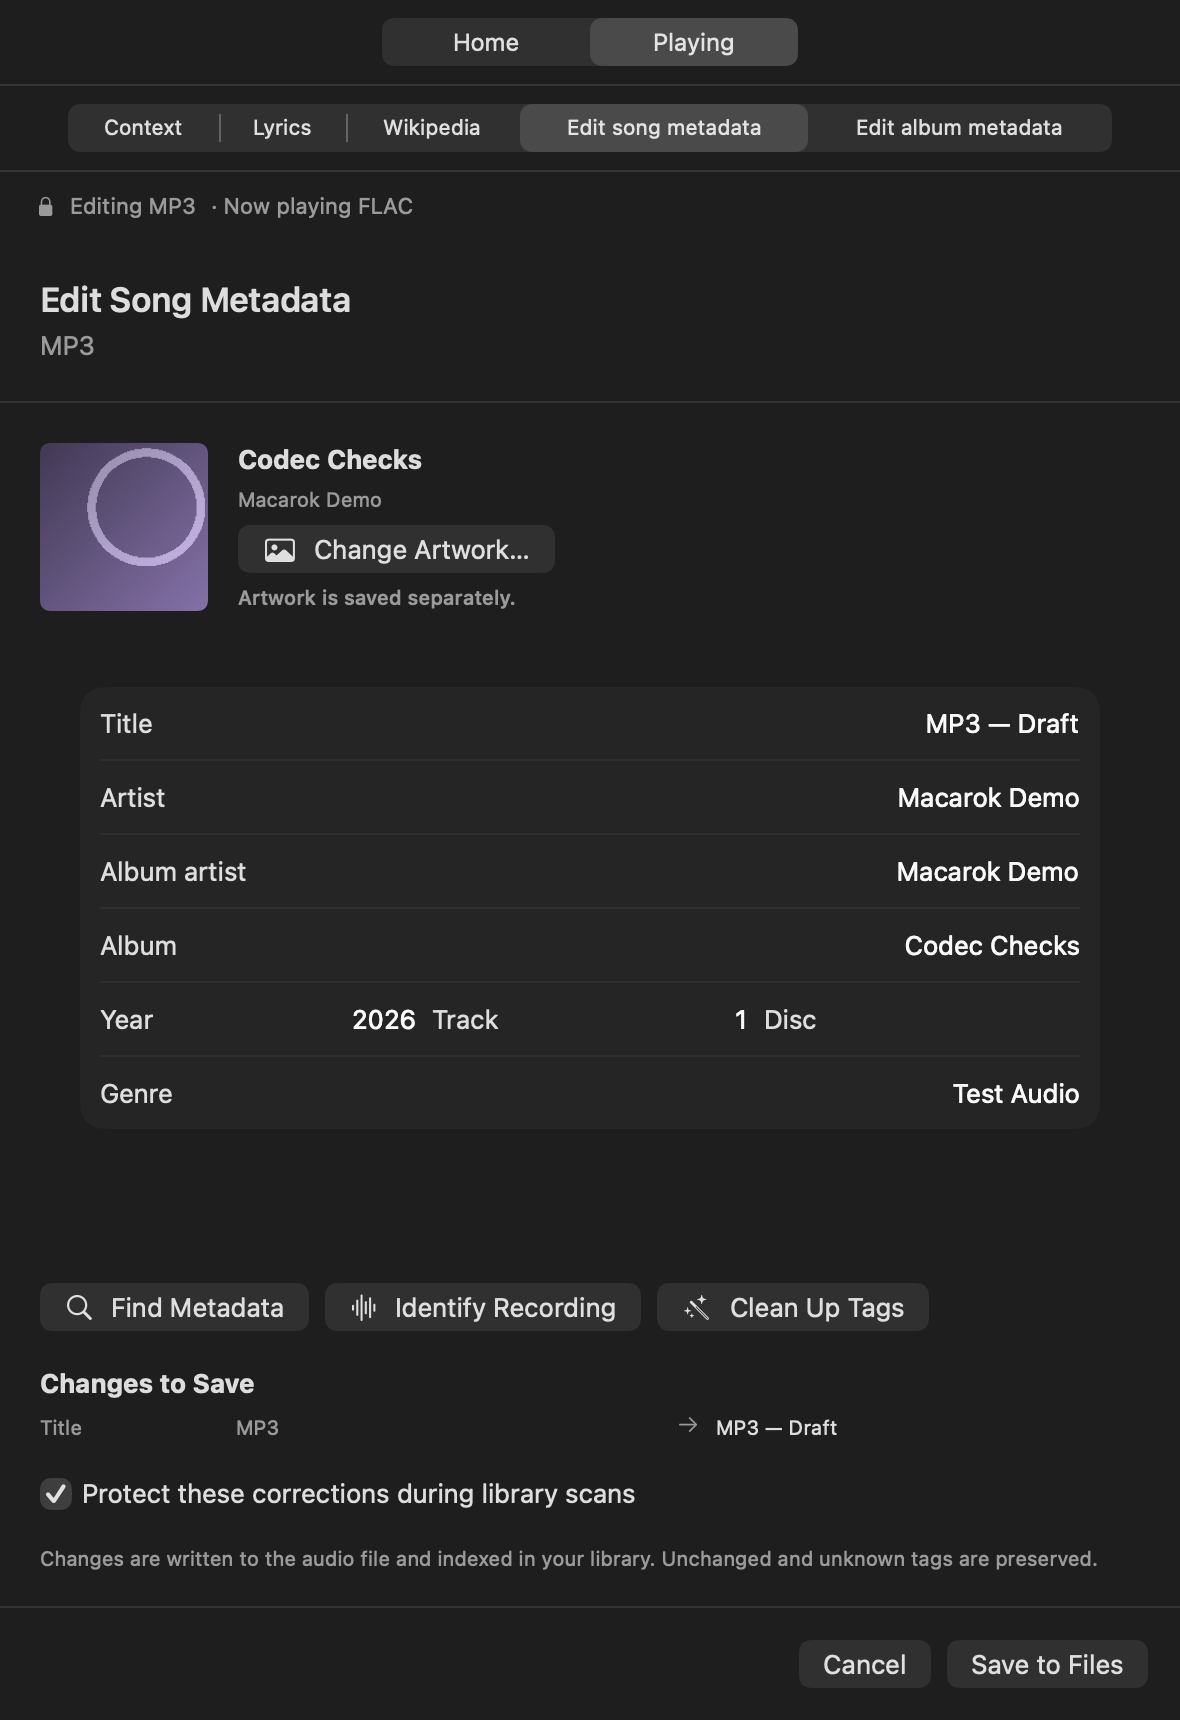 Home Playing
Context Lyrics Wikipedia Edit song metadata Edit album metadata
Editing MP3 · Now playing FLAC
Edit Song Metadata
MP3
Codec Checks
Macarok Demo
Change Artwork...
Artwork is saved separately.
Title MP3 — Draft
Artist Macarok Demo
Album artist Macarok Demo
Album Codec Checks
Year 2026 Track 1 Disc
Genre Test Audio
Find Metadata Identify Recording Clean Up Tags
Changes to Save
Title MP3 → MP3 — Draft
Protect these corrections during library scans
Changes are written to the audio file and indexed in your library. Unchanged and unknown tags are preserved.
Cancel Save to Files